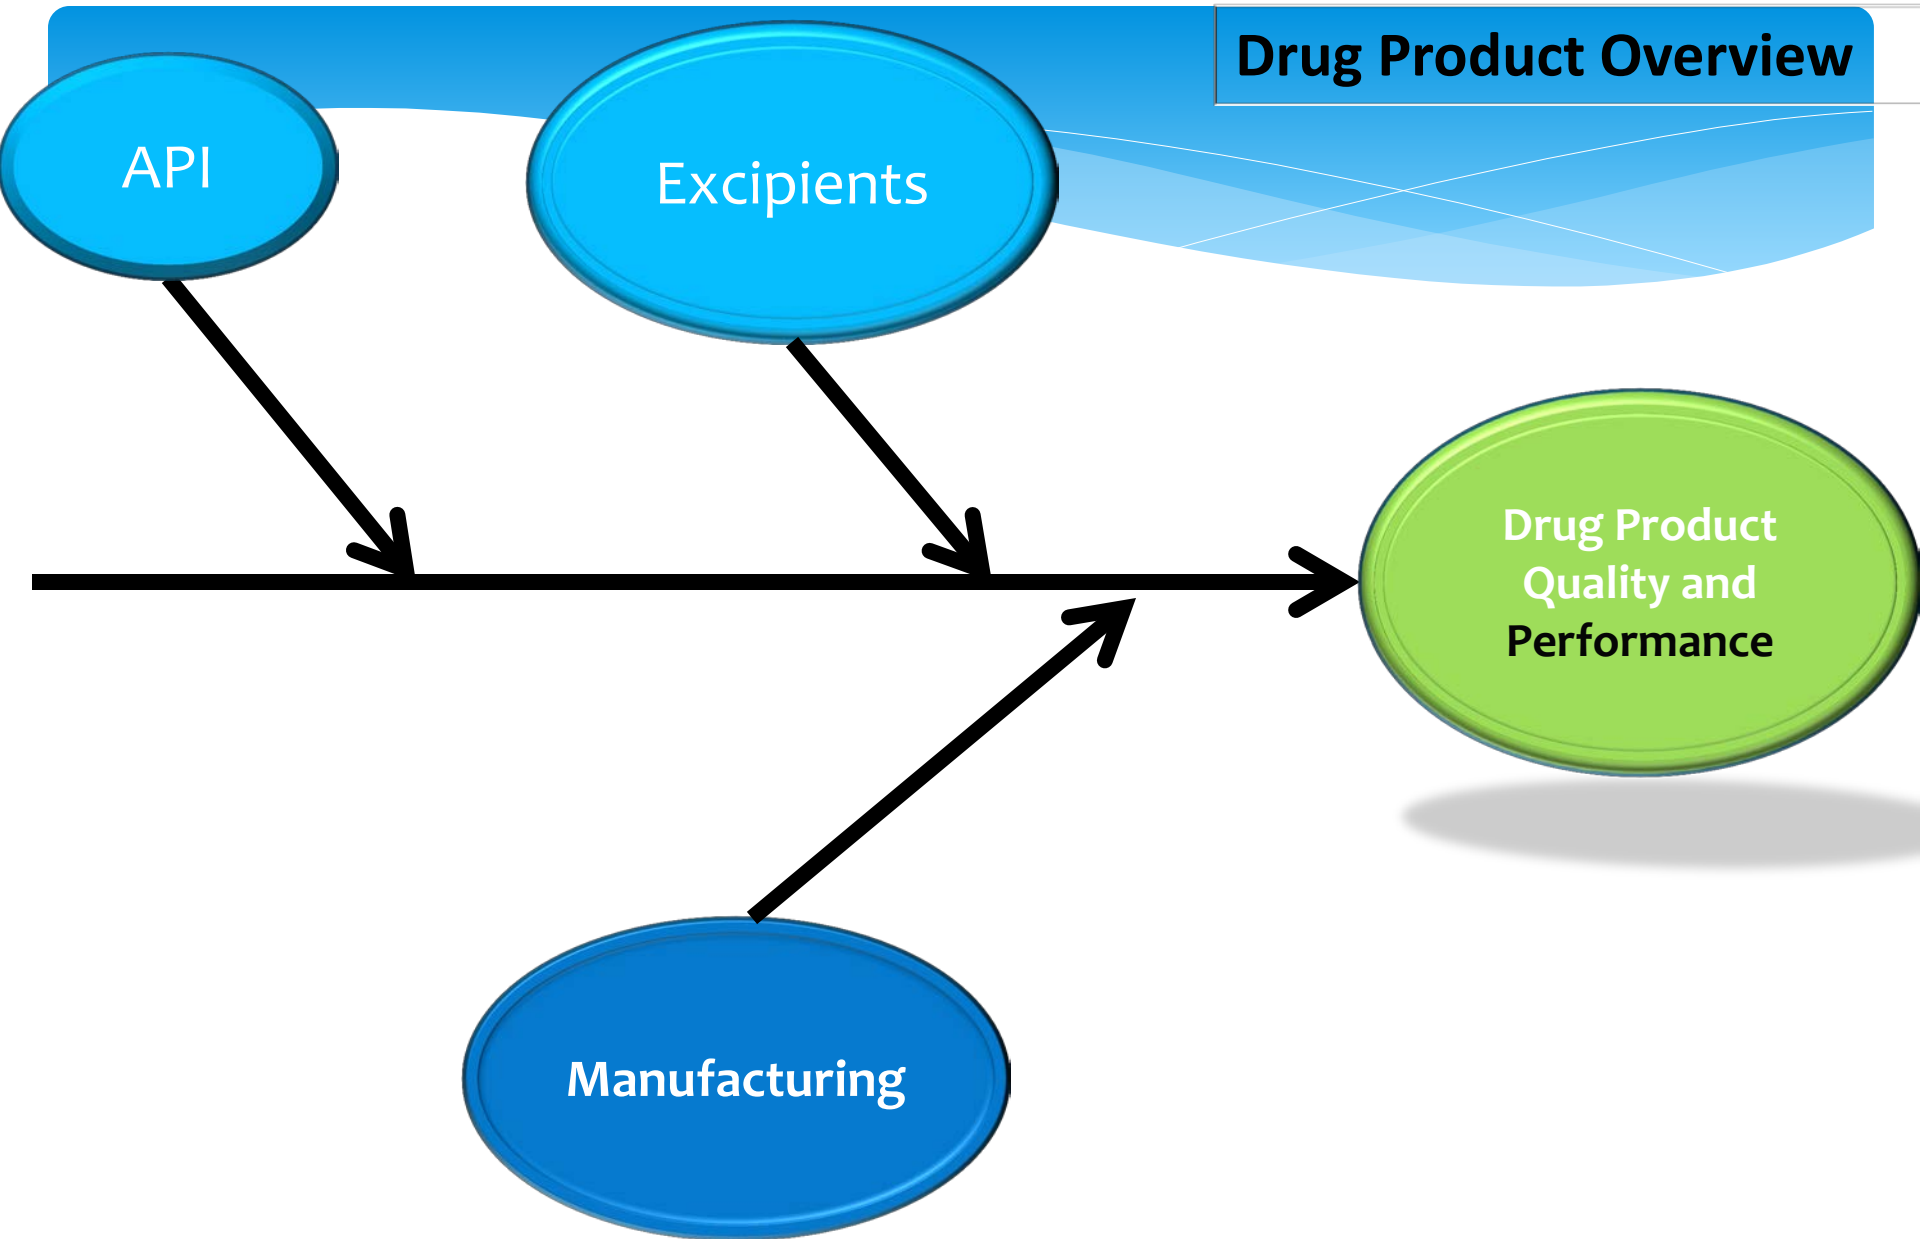 Drug Product Overview
API
Excipients
Drug Product
Quality and
Performance
Manufacturing